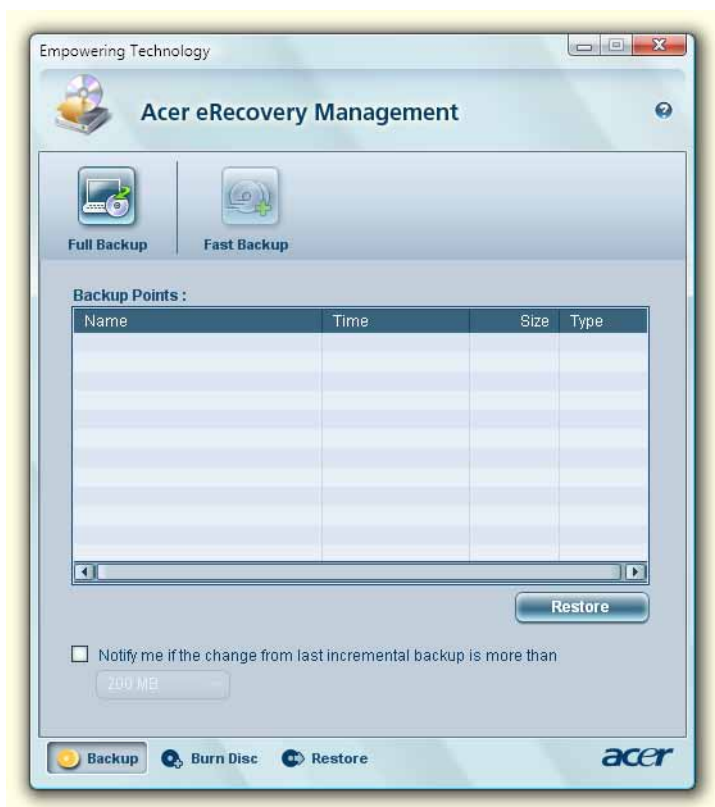 Empowering Technology
Acer eRecovery Management
Full Backup
Fast Backup
Backup Points :
Name Time Size Type
Restore
Notify me if the change from last incremental backup is more than
200 MB
Backup Burn Disc Restore acer